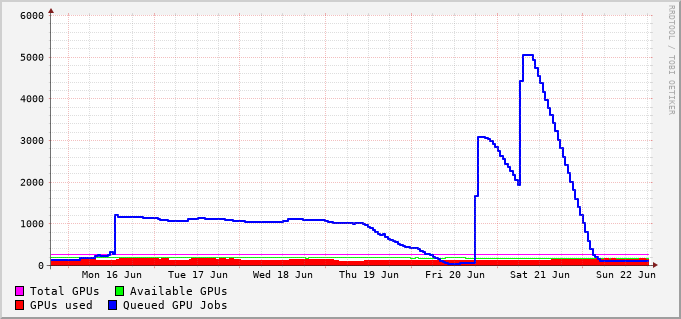 6000
5000
4000
3000
2000
1000
0
Mon 16 Jun Tue 17 Jun Wed 18 Jun Thu 19 Jun Fri 20 Jun Sat 21 Jun Sun 22 Jun
Total GPUs Available GPUs
GPUs used Queued GPU Jobs
RRDTOOL / TOBI OETIKER